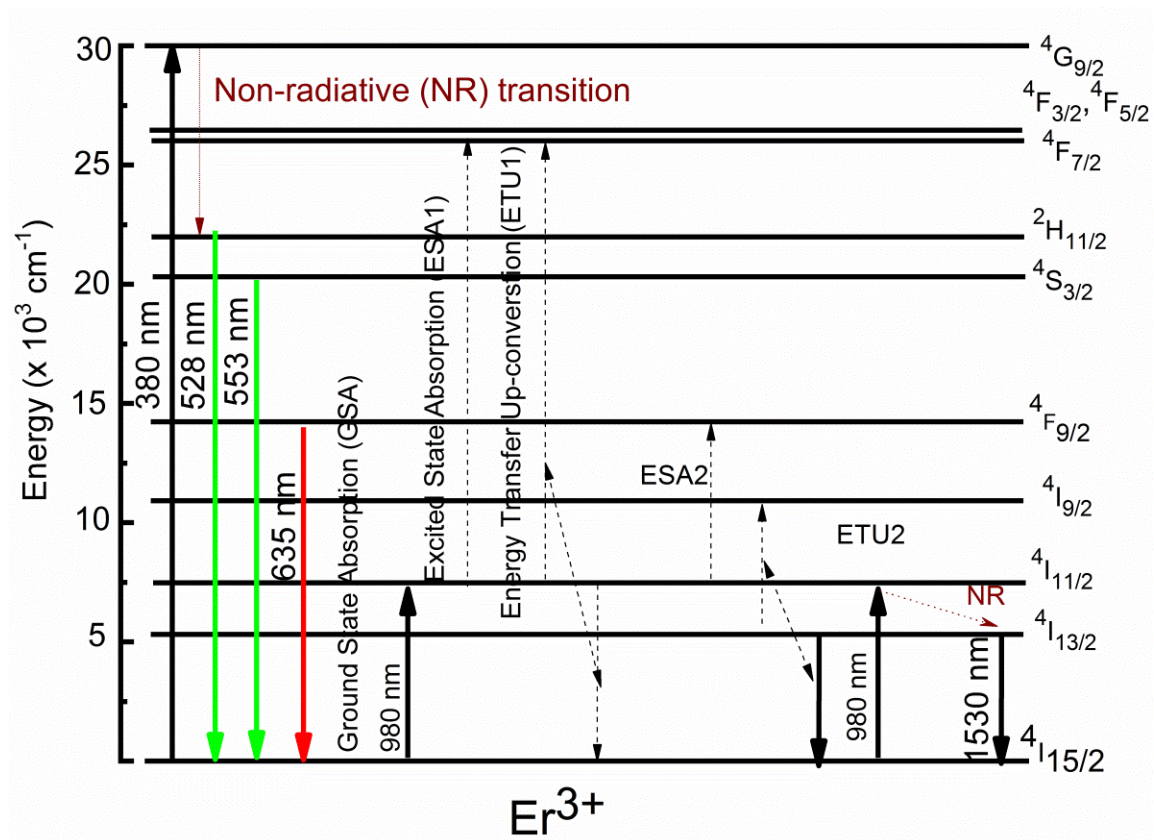 30
25
20
15
10
5
Energy (x 10³ cm⁻¹)
Non-radiative (NR) transition
⁴G₉/₂
⁴F₃/₂, ⁴F₅/₂
⁴F₇/₂
²H₁₁/₂
⁴S₃/₂
⁴F₉/₂
⁴I₉/₂
⁴I₁₁/₂
⁴I₁₃/₂
⁴I₁₅/₂
380 nm
528 nm
553 nm
635 nm
Ground State Absorption (GSA)
980 nm
Excited State Absorption (ESA1)
Energy Transfer Up-converstion (ETU1)
ESA2
ETU2
980 nm
NR
1530 nm
Er³⁺